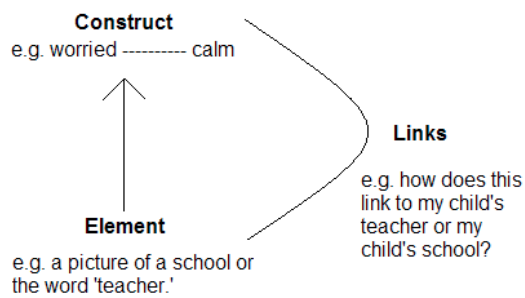 Construct
e.g. worried ---------- calm
Links
e.g. how does this
link to my child's
teacher or my
child's school?
Element
e.g. a picture of a school or
the word 'teacher.'